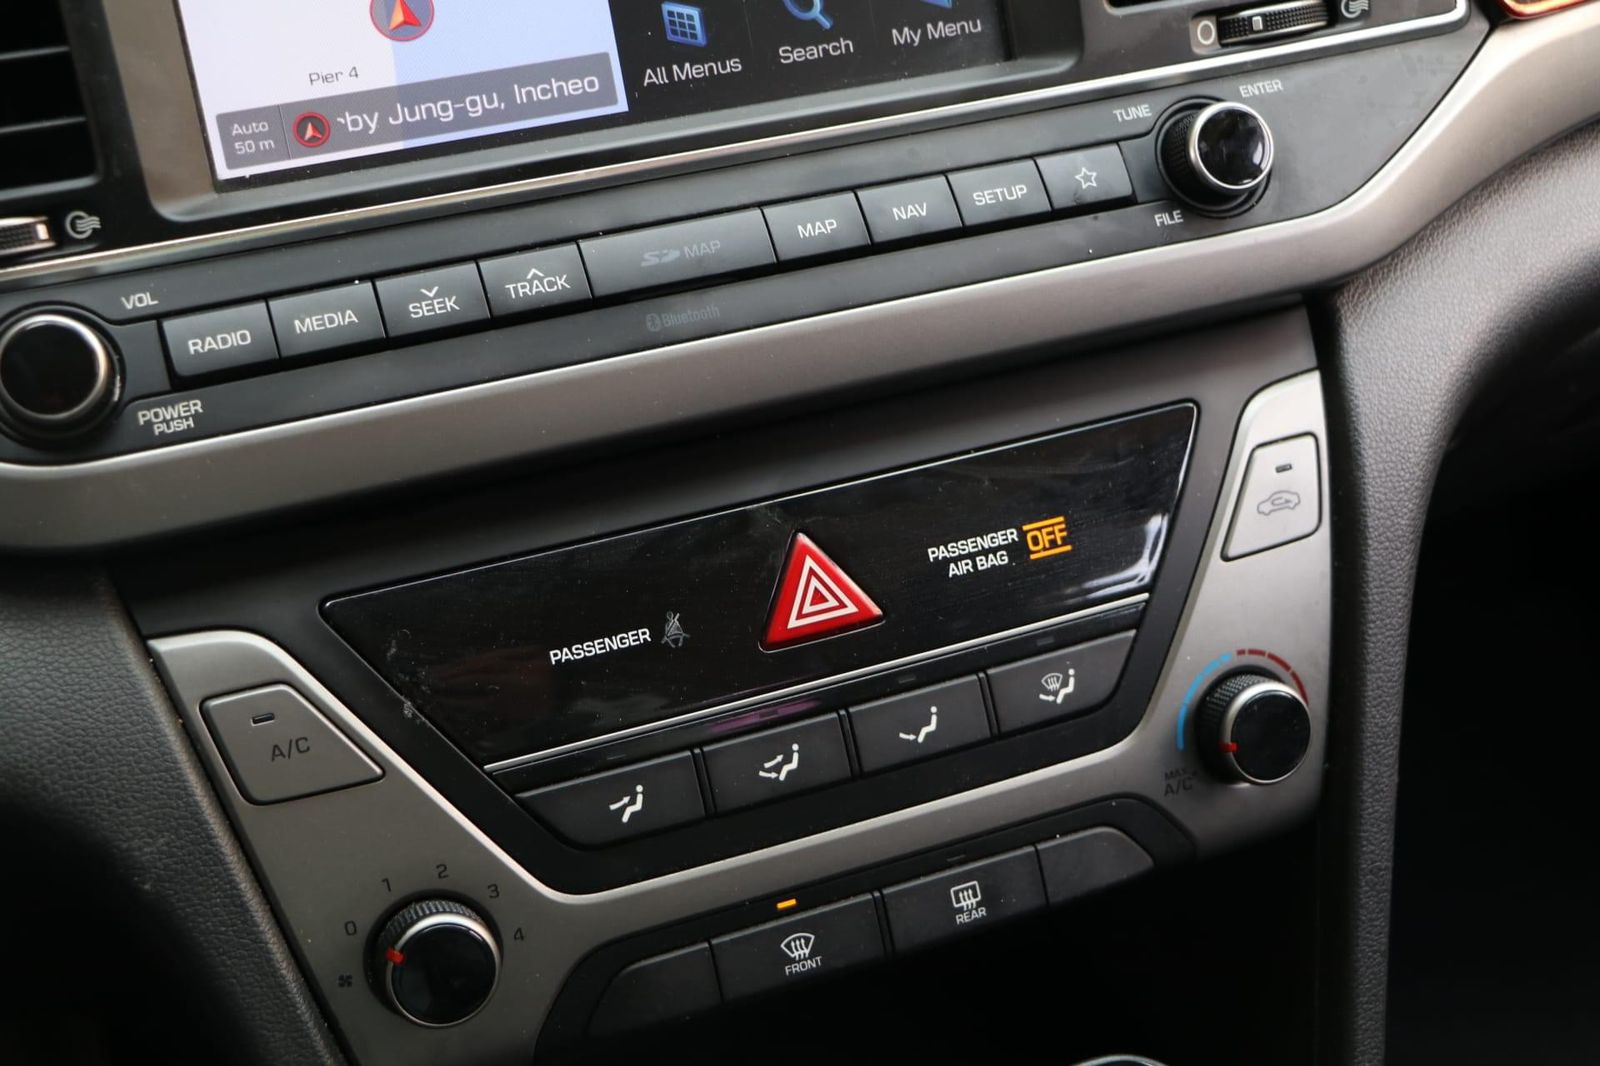 Pier 4
Auto
50 m
by Jung-gu, Incheo
All Menus
Search
My Menu
TUNE
ENTER
FILE
VOL
POWER
PUSH
RADIO
MEDIA
SEEK
TRACK
SD MAP
MAP
NAV
SETUP
Bluetooth
PASSENGER
PASSENGER
AIR BAG
OFF
A/C
MAX
A/C
0
1
2
3
4
FRONT
REAR